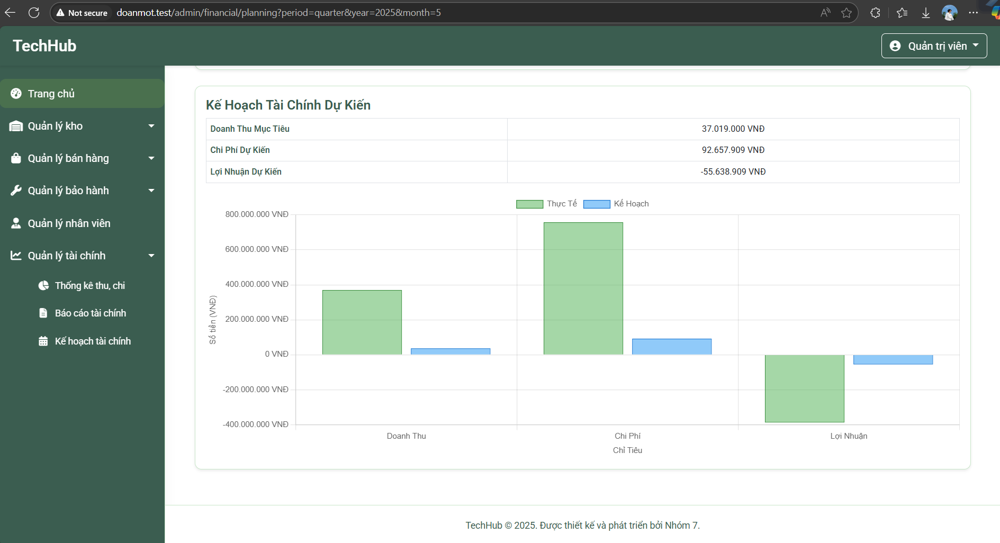 Not secure doanmot.test/admin/financial/planning?period=quarter&year=2025&month=5
TechHub
Quản trị viên
Trang chủ
Quản lý kho
Quản lý bán hàng
Quản lý bảo hành
Quản lý nhân viên
Quản lý tài chính
Thống kê thu, chi
Báo cáo tài chính
Kế hoạch tài chính
Kế Hoạch Tài Chính Dự Kiến
Doanh Thu Mục Tiêu 37.019.000 VNĐ
Chi Phí Dự Kiến 92.657.909 VNĐ
Lợi Nhuận Dự Kiến -55.638.909 VNĐ
Thực Tế Kế Hoạch
800.000.000 VNĐ
600.000.000 VNĐ
400.000.000 VNĐ
200.000.000 VNĐ
0 VNĐ
-200.000.000 VNĐ
-400.000.000 VNĐ
Số tiền (VNĐ)
Doanh Thu Chi Phí Lợi Nhuận
Chỉ Tiêu
TechHub © 2025. Được thiết kế và phát triển bởi Nhóm 7.